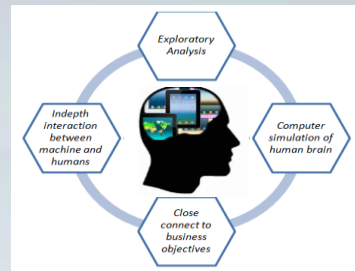 Exploratory
Analysis
Indepth
interaction
between
machine and
humans
Computer
simulation of
human brain
Close
connect to
business
objectives